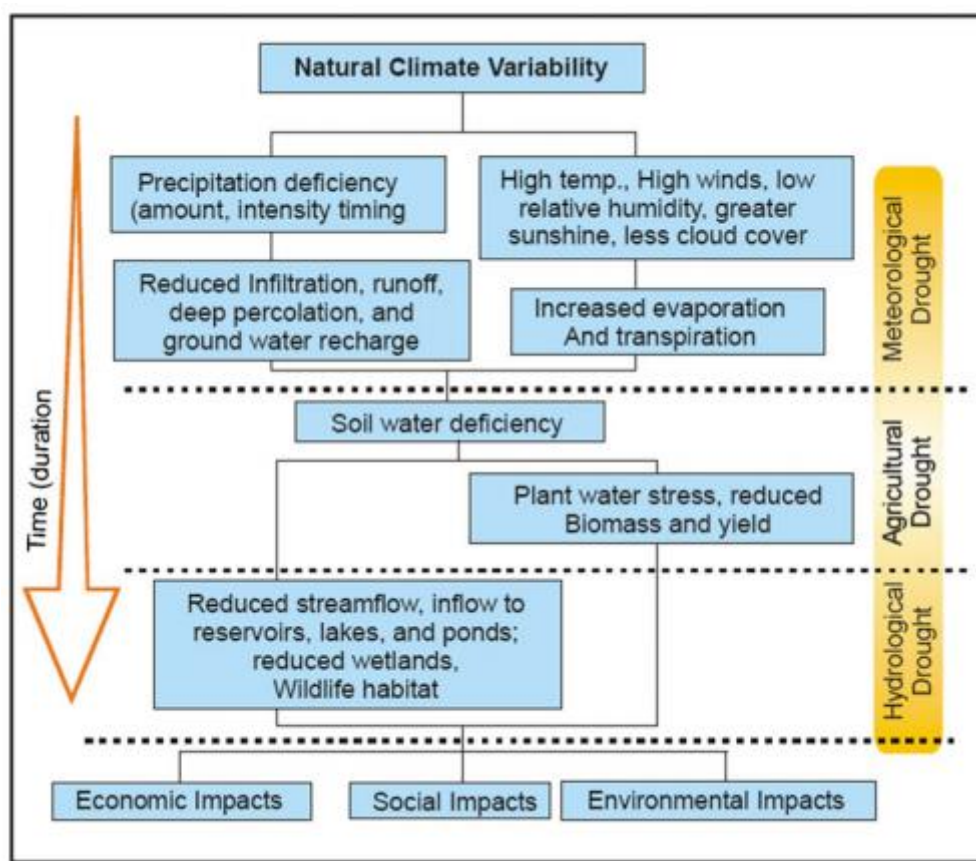 Natural Climate Variability
Precipitation deficiency
(amount, intensity timing
High temp., High winds, low
relative humidity, greater
sunshine, less cloud cover
Reduced Infiltration, runoff,
deep percolation, and
ground water recharge
Increased evaporation
And transpiration
Meteorological
Drought
Soil water deficiency
Plant water stress, reduced
Biomass and yield
Agricultural
Drought
Time (duration
Reduced streamflow, inflow to
reservoirs, lakes, and ponds;
reduced wetlands,
Wildlife habitat
Hydrological
Drought
Economic Impacts
Social Impacts
Environmental Impacts